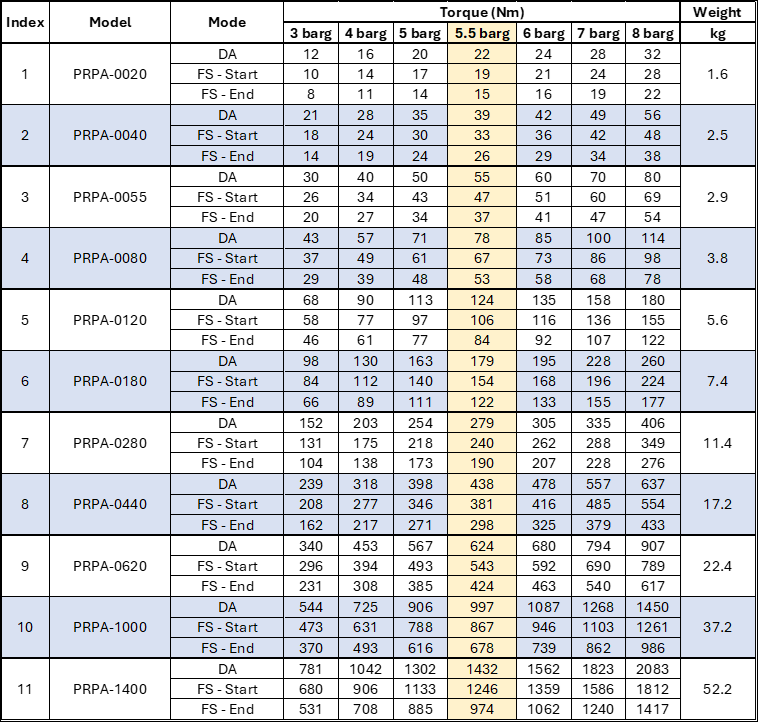 Index Model Mode Torque (Nm) Weight
3 barg 4 barg 5 barg 5.5 barg 6 barg 7 barg 8 barg kg
1 PRPA-0020 DA 12 16 20 22 24 28 32 1.6
FS - Start 10 14 17 19 21 24 28
FS - End 8 11 14 15 16 19 22
2 PRPA-0040 DA 21 28 35 39 42 49 56 2.5
FS - Start 18 24 30 33 36 42 48
FS - End 14 19 24 26 29 34 38
3 PRPA-0055 DA 30 40 50 55 60 70 80 2.9
FS - Start 26 34 43 47 51 60 69
FS - End 20 27 34 37 41 47 54
4 PRPA-0080 DA 43 57 71 78 85 100 114 3.8
FS - Start 37 49 61 67 73 86 98
FS - End 29 39 48 53 58 68 78
5 PRPA-0120 DA 68 90 113 124 135 158 180 5.6
FS - Start 58 77 97 106 116 136 155
FS - End 46 61 77 84 92 107 122
6 PRPA-0180 DA 98 130 163 179 195 228 260 7.4
FS - Start 84 112 140 154 168 196 224
FS - End 66 89 111 122 133 155 177
7 PRPA-0280 DA 152 203 254 279 305 335 406 11.4
FS - Start 131 175 218 240 262 288 349
FS - End 104 138 173 190 207 228 276
8 PRPA-0440 DA 239 318 398 438 478 557 637 17.2
FS - Start 208 277 346 381 416 485 554
FS - End 162 217 271 298 325 379 433
9 PRPA-0620 DA 340 453 567 624 680 794 907 22.4
FS - Start 296 394 493 543 592 690 789
FS - End 231 308 385 424 463 540 617
10 PRPA-1000 DA 544 725 906 997 1087 1268 1450 37.2
FS - Start 473 631 788 867 946 1103 1261
FS - End 370 493 616 678 739 862 986
11 PRPA-1400 DA 781 1042 1302 1432 1562 1823 2083 52.2
FS - Start 680 906 1133 1246 1359 1586 1812
FS - End 531 708 885 974 1062 1240 1417